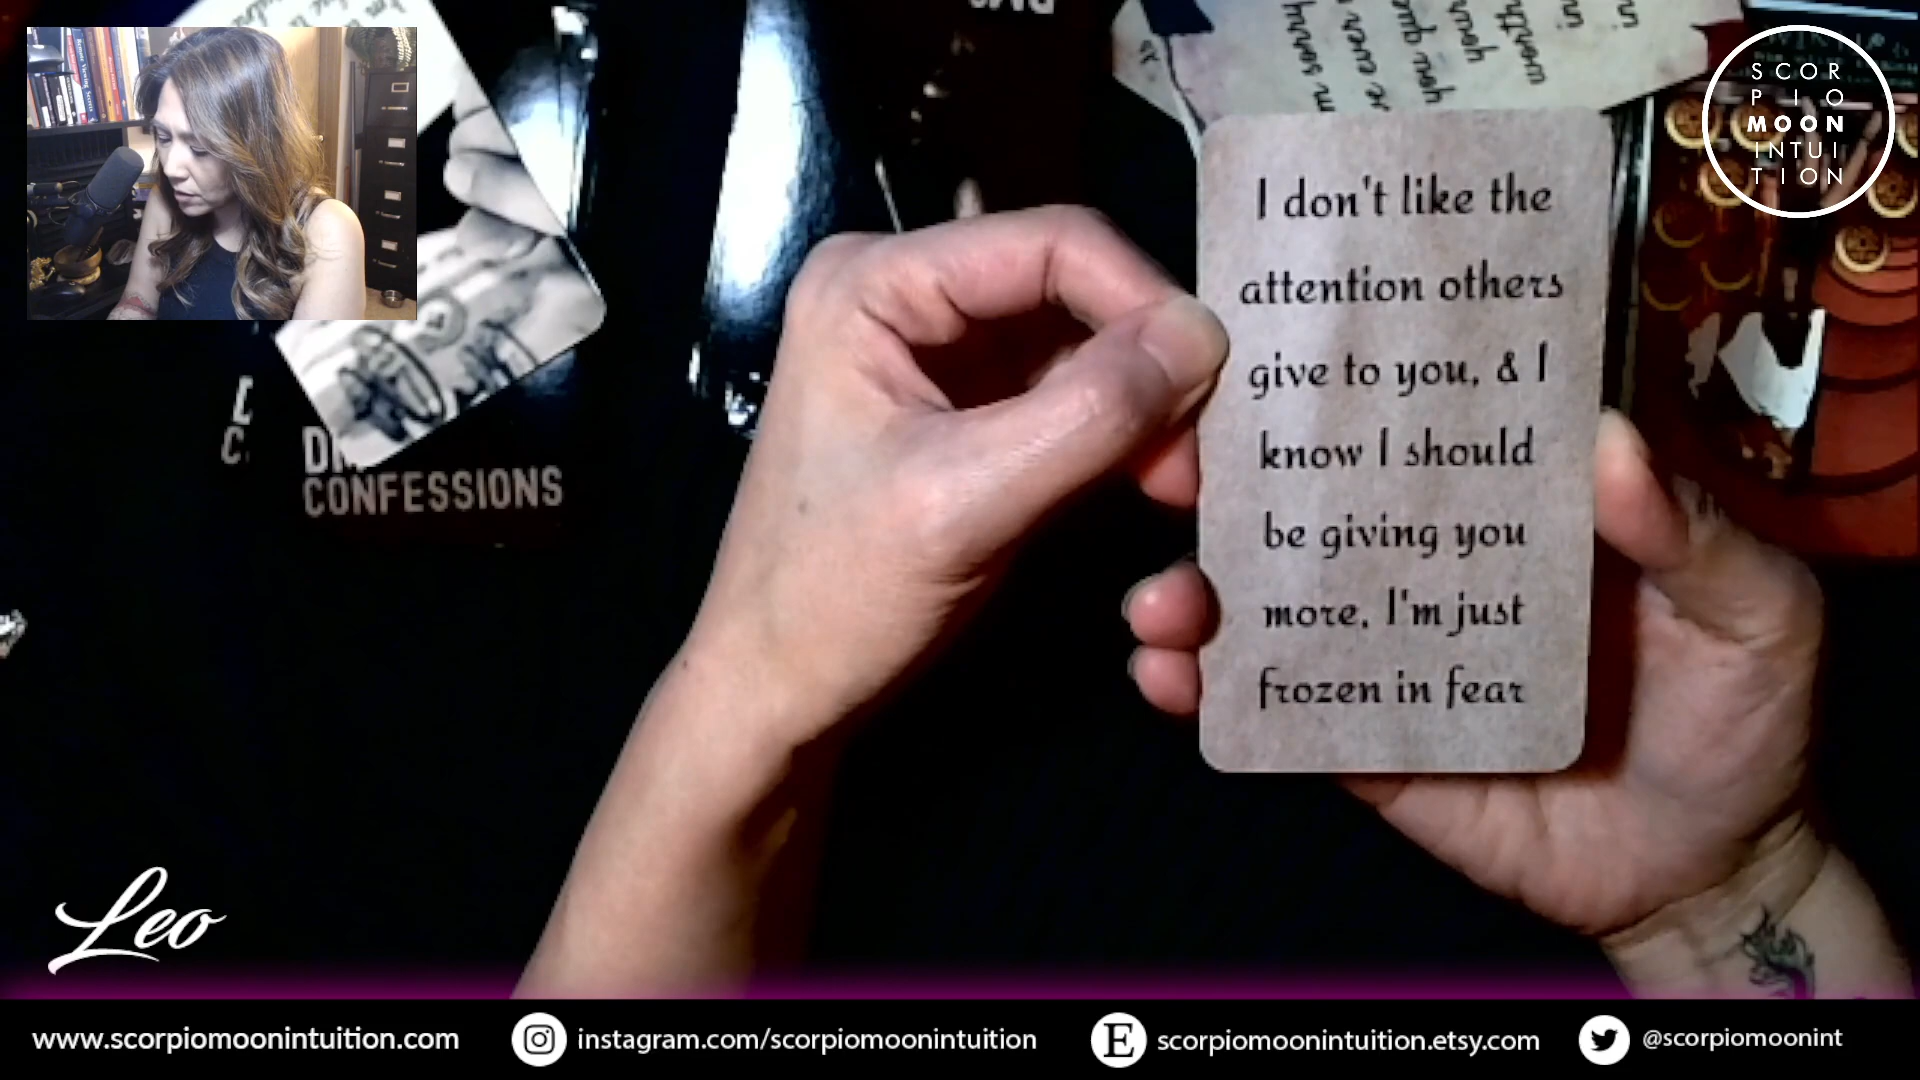 SCOR
PIO
MOON
INTUI
TION
I don't like the
attention others
give to you, & I
know I should
be giving you
more, I'm just
frozen in fear
CONFESSIONS
Leo
www.scorpiomoonintuition.com
instagram.com/scorpiomoonintuition
E
scorpiomoonintuition.etsy.com
@scorpiomoonint